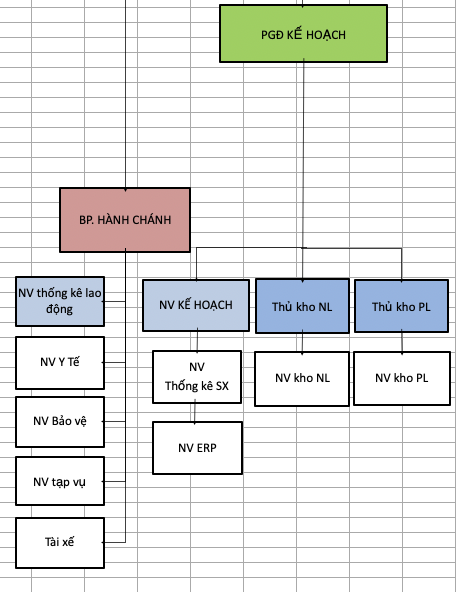 PGĐ KẾ HOẠCH
BP. HÀNH CHÁNH
NV thống kê lao
động
NV KẾ HOẠCH
Thủ kho NL
Thủ kho PL
NV Y Tế
NV
Thống kê SX
NV kho NL
NV kho PL
NV Bảo vệ
NV ERP
NV tạp vụ
Tài xế